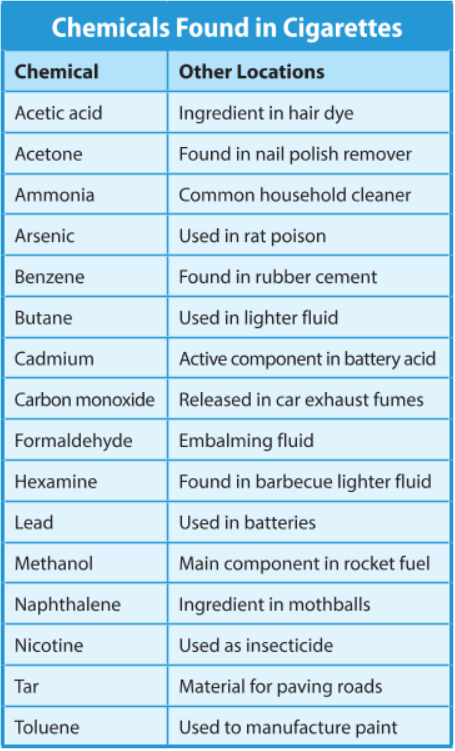 Chemicals Found in Cigarettes
Chemical Other Locations
Acetic acid Ingredient in hair dye
Acetone Found in nail polish remover
Ammonia Common household cleaner
Arsenic Used in rat poison
Benzene Found in rubber cement
Butane Used in lighter fluid
Cadmium Active component in battery acid
Carbon monoxide Released in car exhaust fumes
Formaldehyde Embalming fluid
Hexamine Found in barbecue lighter fluid
Lead Used in batteries
Methanol Main component in rocket fuel
Naphthalene Ingredient in mothballs
Nicotine Used as insecticide
Tar Material for paving roads
Toluene Used to manufacture paint